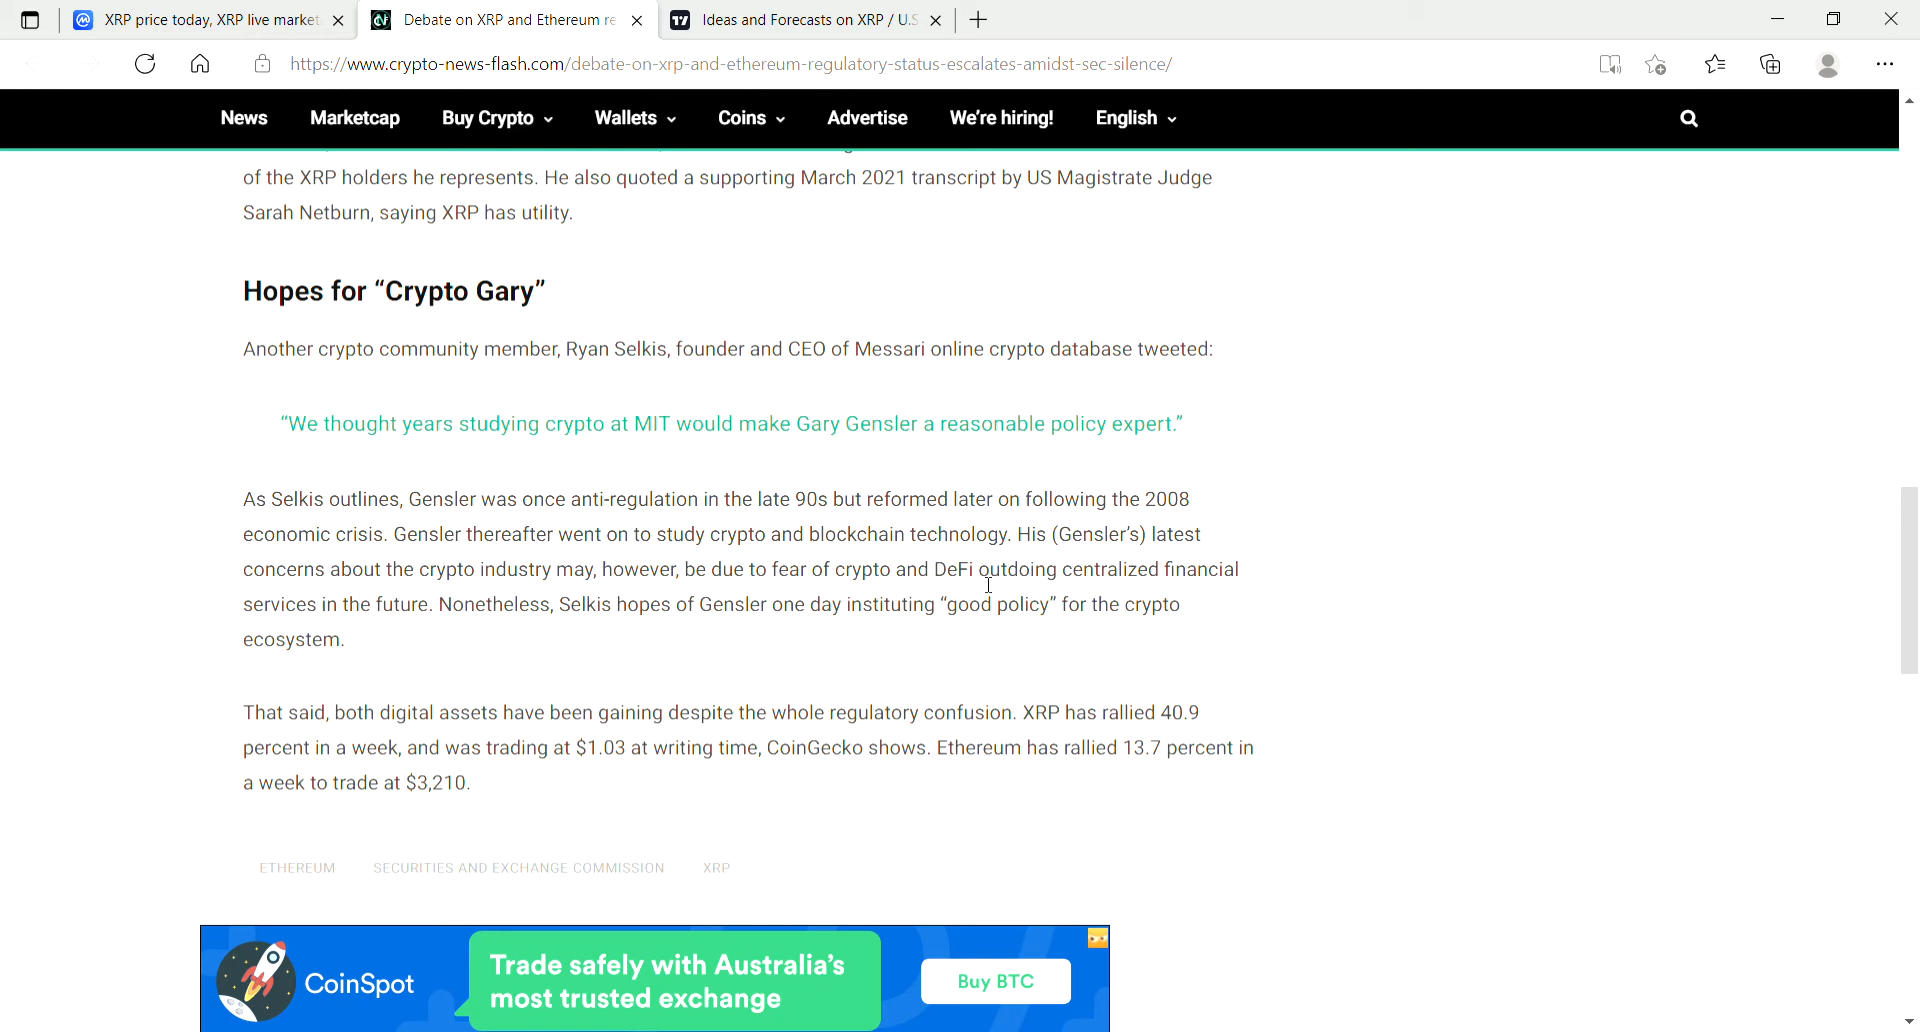 XRP price today, XRP live market
Debate on XRP and Ethereum re
Ideas and Forecasts on XRP / U.S
https://www.crypto-news-flash.com/debate-on-xrp-and-ethereum-regulatory-status-escalates-amidst-sec-silence/
News Marketcap Buy Crypto Wallets Coins Advertise We're hiring! English
of the XRP holders he represents. He also quoted a supporting March 2021 transcript by US Magistrate Judge
Sarah Netburn, saying XRP has utility.
Hopes for “Crypto Gary”
Another crypto community member, Ryan Selkis, founder and CEO of Messari online crypto database tweeted:
“We thought years studying crypto at MIT would make Gary Gensler a reasonable policy expert.”
As Selkis outlines, Gensler was once anti-regulation in the late 90s but reformed later on following the 2008
economic crisis. Gensler thereafter went on to study crypto and blockchain technology. His (Gensler’s) latest
concerns about the crypto industry may, however, be due to fear of crypto and DeFi outdoing centralized financial
services in the future. Nonetheless, Selkis hopes of Gensler one day instituting “good policy” for the crypto
ecosystem.
That said, both digital assets have been gaining despite the whole regulatory confusion. XRP has rallied 40.9
percent in a week, and was trading at $1.03 at writing time, CoinGecko shows. Ethereum has rallied 13.7 percent in
a week to trade at $3,210.
ETHEREUM SECURITIES AND EXCHANGE COMMISSION XRP
CoinSpot
Trade safely with Australia’s
most trusted exchange
Buy BTC